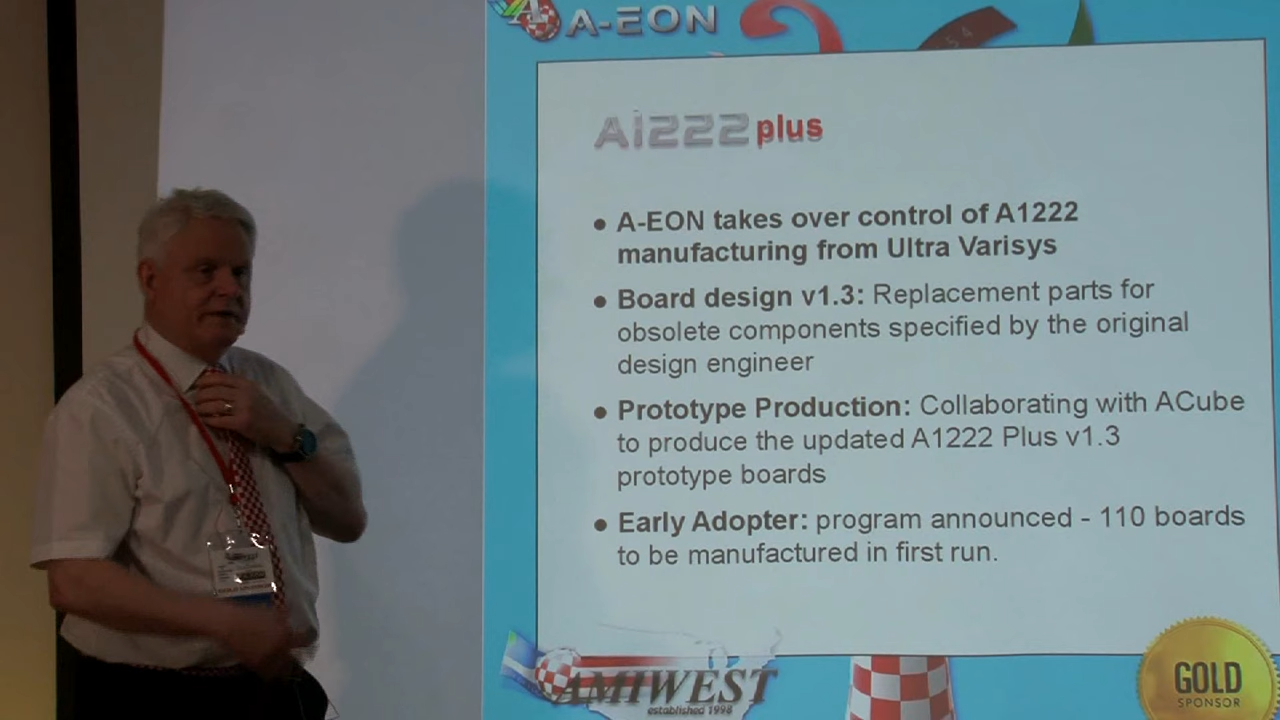 A-EON
5 4
A1222 plus
● A-EON takes over control of A1222
manufacturing from Ultra Varisys
● Board design v1.3: Replacement parts for
obsolete components specified by the original
design engineer
● Prototype Production: Collaborating with ACube
to produce the updated A1222 Plus v1.3
prototype boards
● Early Adopter: program announced - 110 boards
to be manufactured in first run.
AMIWEST
established 1998
GOLD
SPONSOR